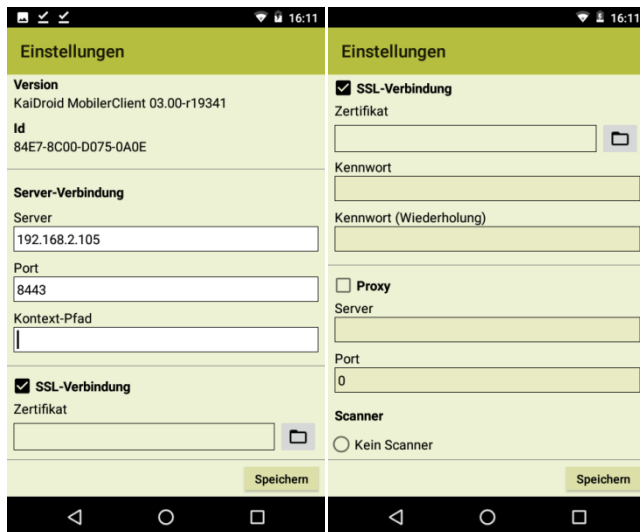 16:11
Einstellungen
Version
KaiDroid MobilerClient 03.00-r19341
Id
84E7-8C00-D075-0A0E
Server-Verbindung
Server
192.168.2.105
Port
8443
Kontext-Pfad
SSL-Verbindung
Zertifikat
Speichern
16:11
Einstellungen
SSL-Verbindung
Zertifikat
Kennwort
Kennwort (Wiederholung)
Proxy
Server
Port
0
Scanner
Kein Scanner
Speichern